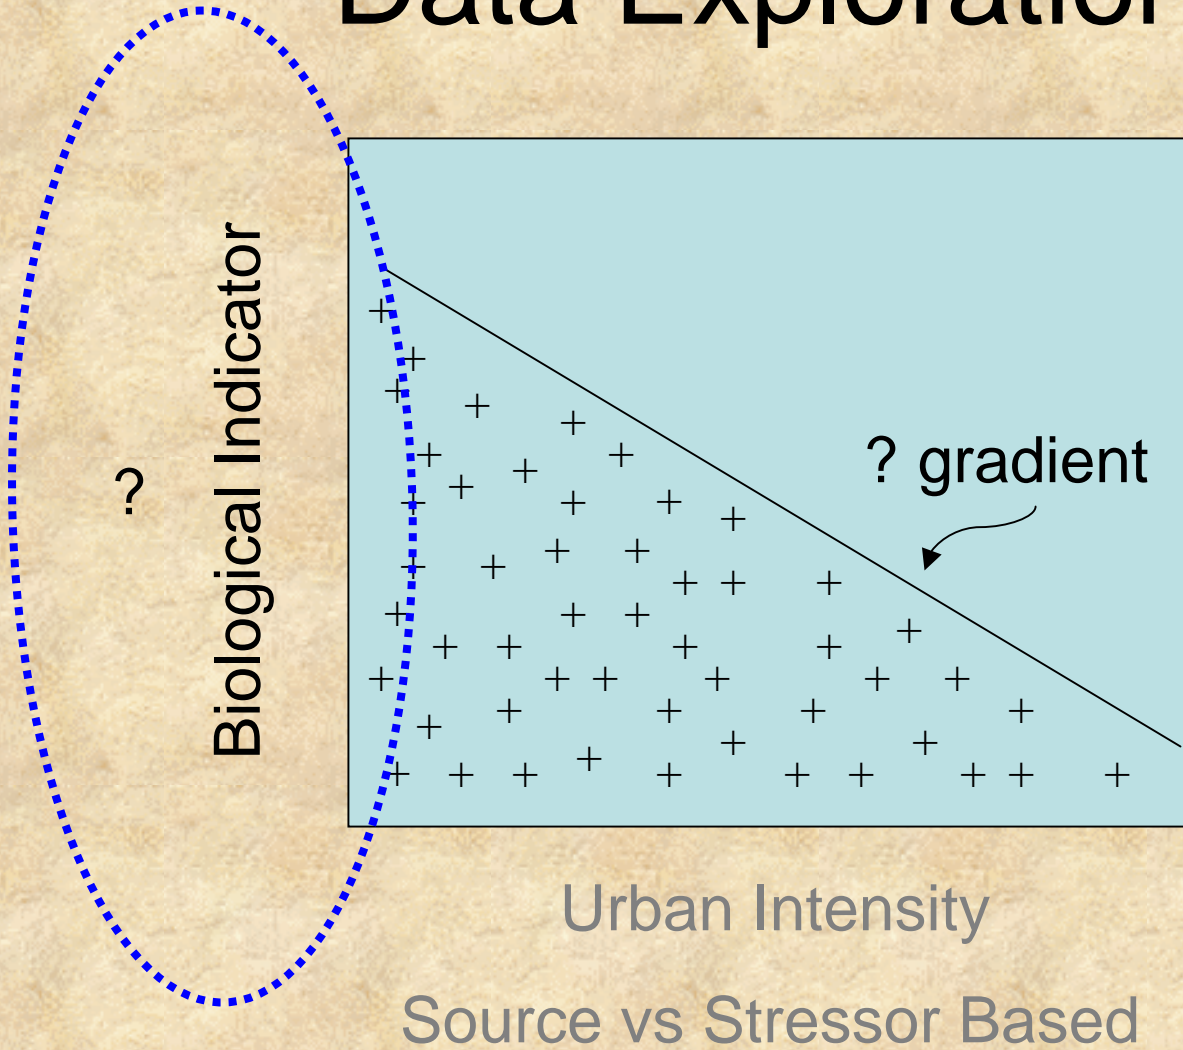 Data Exploration
?
Biological Indicator
? gradient
Urban Intensity
Source vs Stressor Based